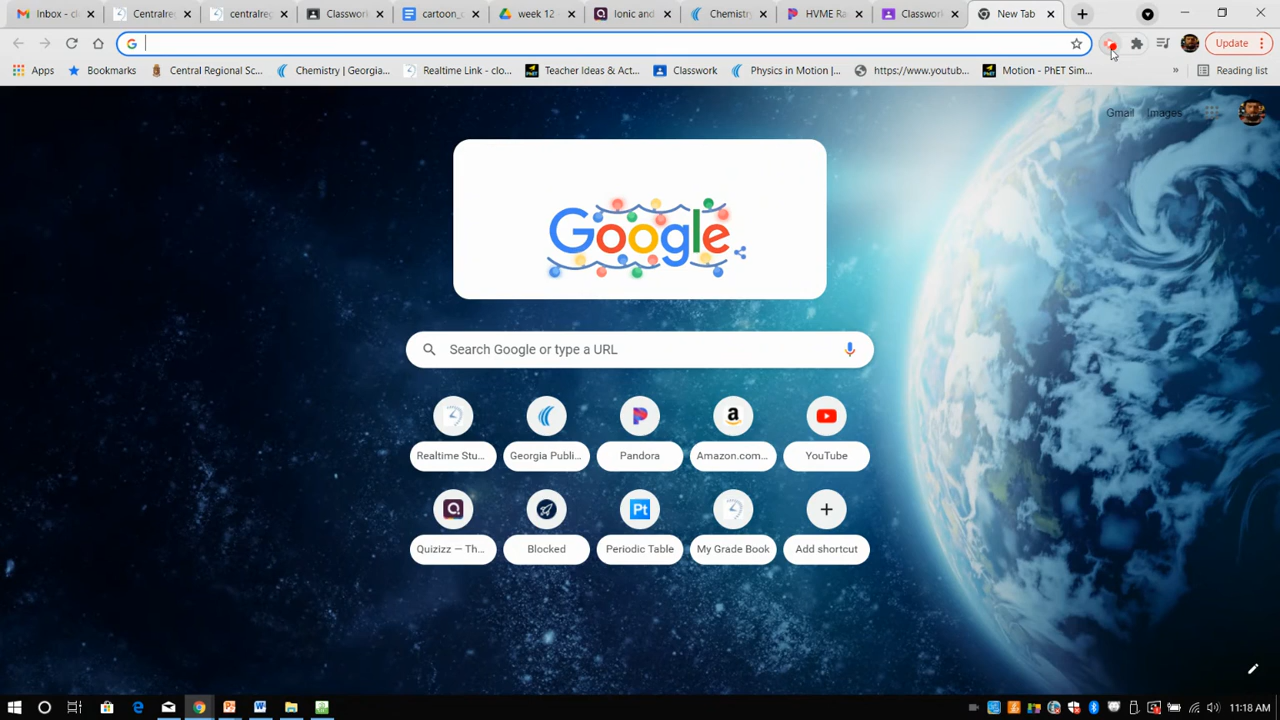 Inbox - cl
Centralre
centralreg
Classwork
cartoon_
week 12
Ionic and
Chemistry
HVME Ra
Classwork
New Tab
Update
Apps
Bookmarks
Central Regional Sc...
Chemistry | Georgia...
Realtime Link - clo...
Teacher Ideas & Act...
Classwork
Physics in Motion |...
https://www.youtub...
Motion - PhET Sim...
»
Reading list
Gmail
Images
Google
Search Google or type a URL
Realtime Stu...
Georgia Publi...
Pandora
Amazon.com...
YouTube
Quizizz — Th...
Blocked
Periodic Table
My Grade Book
Add shortcut
11:18 AM